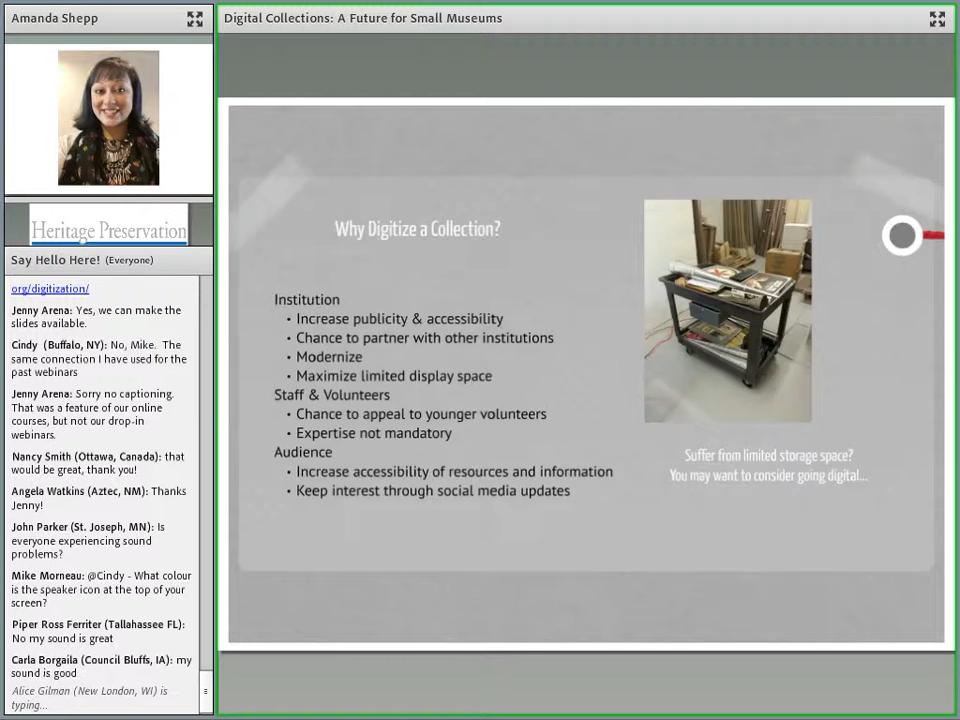 Amanda Shepp
Digital Collections: A Future for Small Museums
Heritage Preservation
Say Hello Here! (Everyone)
org/digitization/
Jenny Arena: Yes, we can make the
slides available.
Cindy (Buffalo, NY): No, Mike. The
same connection I have used for the
past webinars
Jenny Arena: Sorry no captioning.
That was a feature of our online
courses, but not our drop-in
webinars.
Nancy Smith (Ottawa, Canada): that
would be great, thank you!
Angela Watkins (Aztec, NM): Thanks
Jenny!
John Parker (St. Joseph, MN): Is
everyone experiencing sound
problems?
Mike Morneau: @Cindy - What colour
is the speaker icon at the top of your
screen?
Piper Ross Ferriter (Tallahassee FL):
No my sound is great
Carla Borgaila (Council Bluffs, IA): my
sound is good
Alice Gilman (New London, WI) is
typing...
Why Digitize a Collection?
Institution
• Increase publicity & accessibility
• Chance to partner with other institutions
• Modernize
• Maximize limited display space
Staff & Volunteers
• Chance to appeal to younger volunteers
• Expertise not mandatory
Audience
• Increase accessibility of resources and information
• Keep interest through social media updates
Suffer from limited storage space?
You may want to consider going digital...